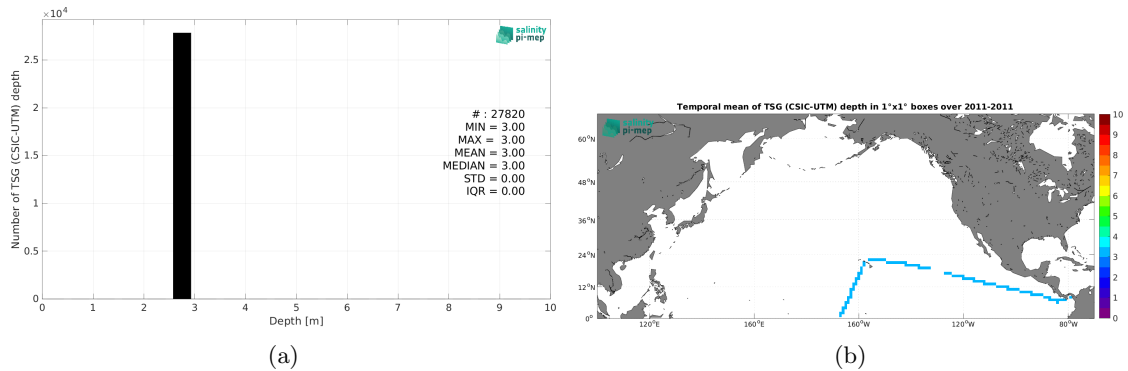 ×10⁴
salinity
pi-mep
2.5
2
1.5
1
0.5
0
Number of TSG (CSIC-UTM) depth
# : 27820
MIN = 3.00
MAX = 3.00
MEAN = 3.00
MEDIAN = 3.00
STD = 0.00
IQR = 0.00
0 1 2 3 4 5 6 7 8 9 10
Depth [m]
(a)
Temporal mean of TSG (CSIC-UTM) depth in 1°x1° boxes over 2011-2011
salinity
pi-mep
60°N
48°N
36°N
24°N
12°N
0°
120°E 160°E 160°W 120°W 80°W
10
9
8
7
6
5
4
3
2
1
0
(b)